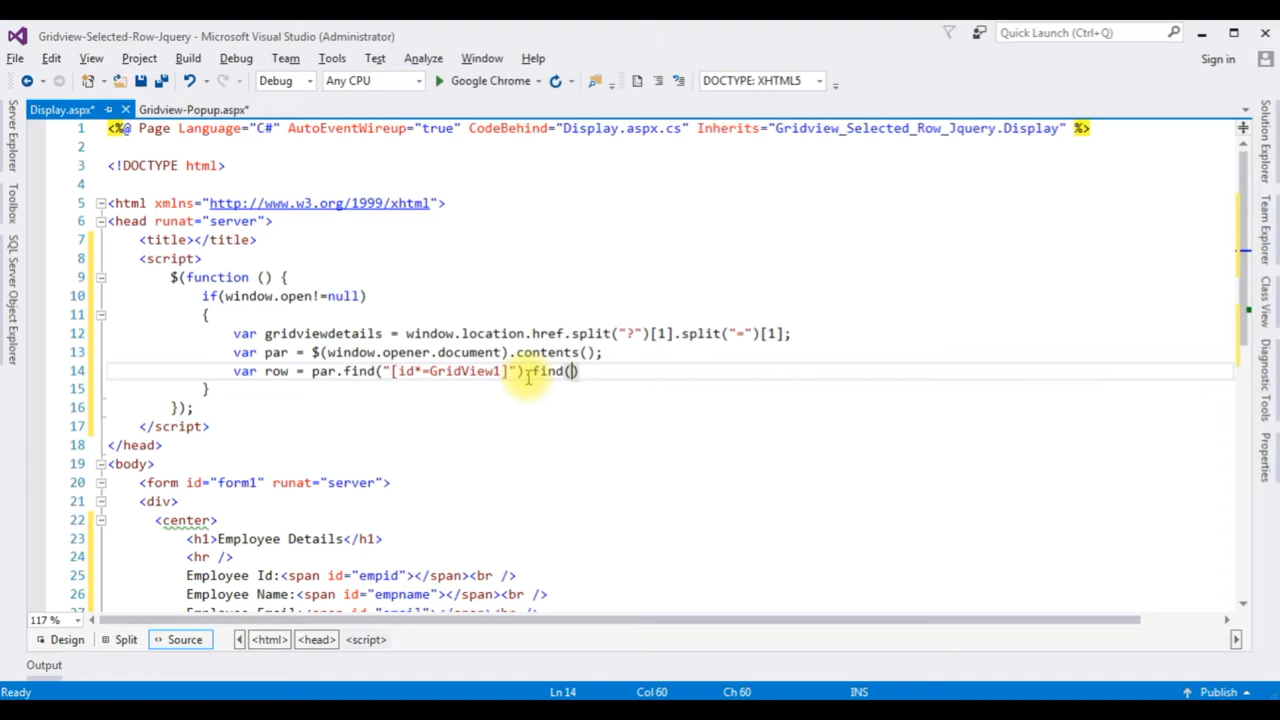 Gridview-Selected-Row-Jquery - Microsoft Visual Studio (Administrator)
Quick Launch (Ctrl+Q)
File Edit View Project Build Debug Team Tools Test Analyze Window Help
Sign in
Debug Any CPU Google Chrome DOCTYPE: XHTML5
Display.aspx* Gridview-Popup.aspx*
1 <%@ Page Language="C#" AutoEventWireup="true" CodeBehind="Display.aspx.cs" Inherits="Gridview_Selected_Row_Jquery.Display" %>
2
3 <!DOCTYPE html>
4
5 <html xmlns="http://www.w3.org/1999/xhtml">
6 <head runat="server">
7 <title></title>
8 <script>
9 $(function () {
10 if(window.open!=null)
11 {
12 var gridviewdetails = window.location.href.split("?")[1].split("=")[1];
13 var par = $(window.opener.document).contents();
14 var row = par.find("[id*=GridView1]").find()
15 }
16 });
17 </script>
18 </head>
19 <body>
20 <form id="form1" runat="server">
21 <div>
22 <center>
23 <h1>Employee Details</h1>
24 <hr />
25 Employee Id:<span id="empid"></span><br />
26 Employee Name:<span id="empname"></span><br />
27 Employee Email:<span id="email"></span><br />
117 %
Design Split Source <html> <head> <script>
Output
Ready Ln 14 Col 60 Ch 60 INS Publish
Server Explorer
Toolbox
SQL Server Object Explorer
Solution Explorer
Team Explorer
Class View
Diagnostic Tools
Properties